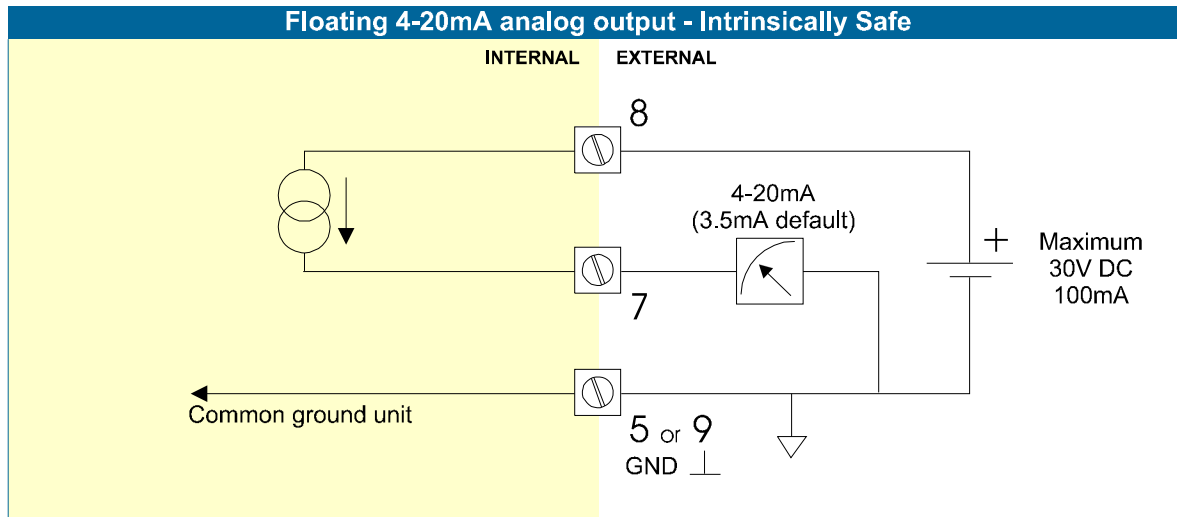 Floating 4-20mA analog output - Intrinsically Safe
INTERNAL EXTERNAL
8
4-20mA
(3.5mA default)
+
Maximum
30V DC
100mA
7
Common ground unit
5 or 9
GND